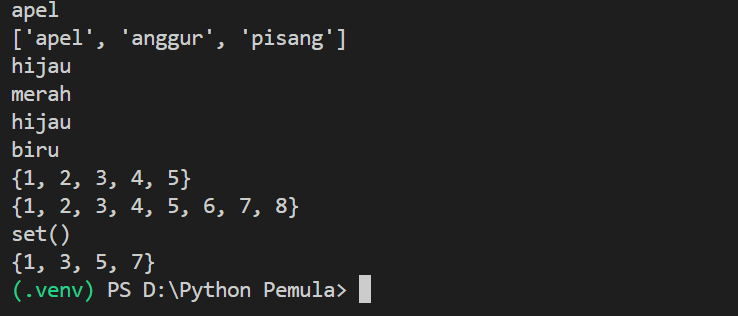 apel
['apel', 'anggur', 'pisang']
hijau
merah
hijau
biru
{1, 2, 3, 4, 5}
{1, 2, 3, 4, 5, 6, 7, 8}
set()
{1, 3, 5, 7}
(.venv) PS D:\Python Pemula>